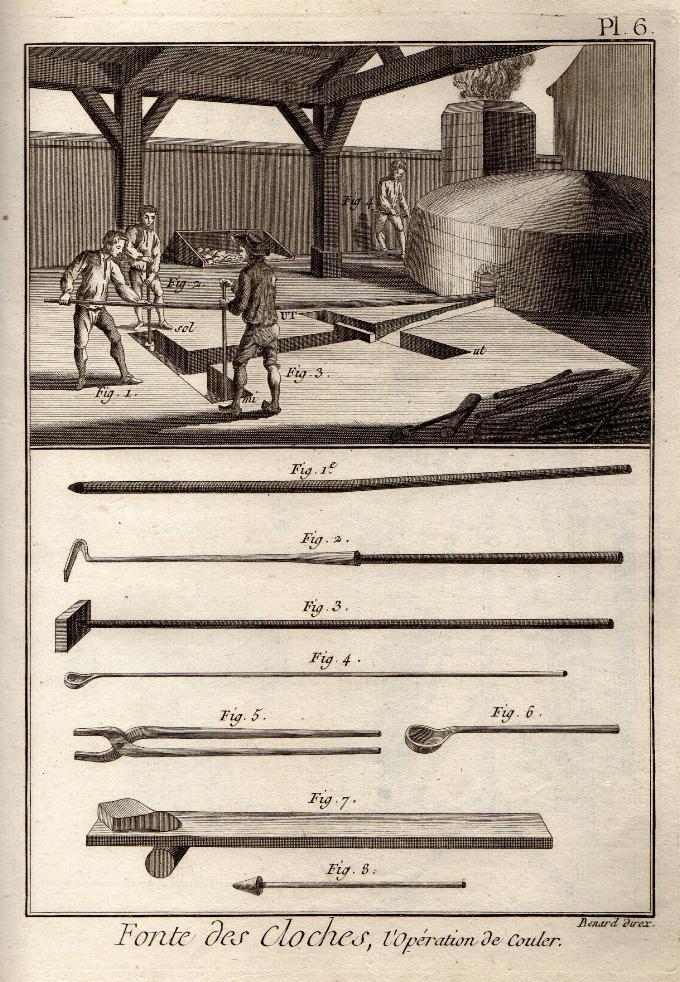 Pl. 6.
Fig. 4
Fig. 2.
UT
sol
ut
Fig. 3.
Fig. 1.
mi
Fig. 1.e
Fig. 2.
Fig. 3.
Fig. 4.
Fig. 5.
Fig. 6.
Fig. 7.
Fig. 8.
Benard direx.
Fonte des Cloches, l'Opération de Couler.